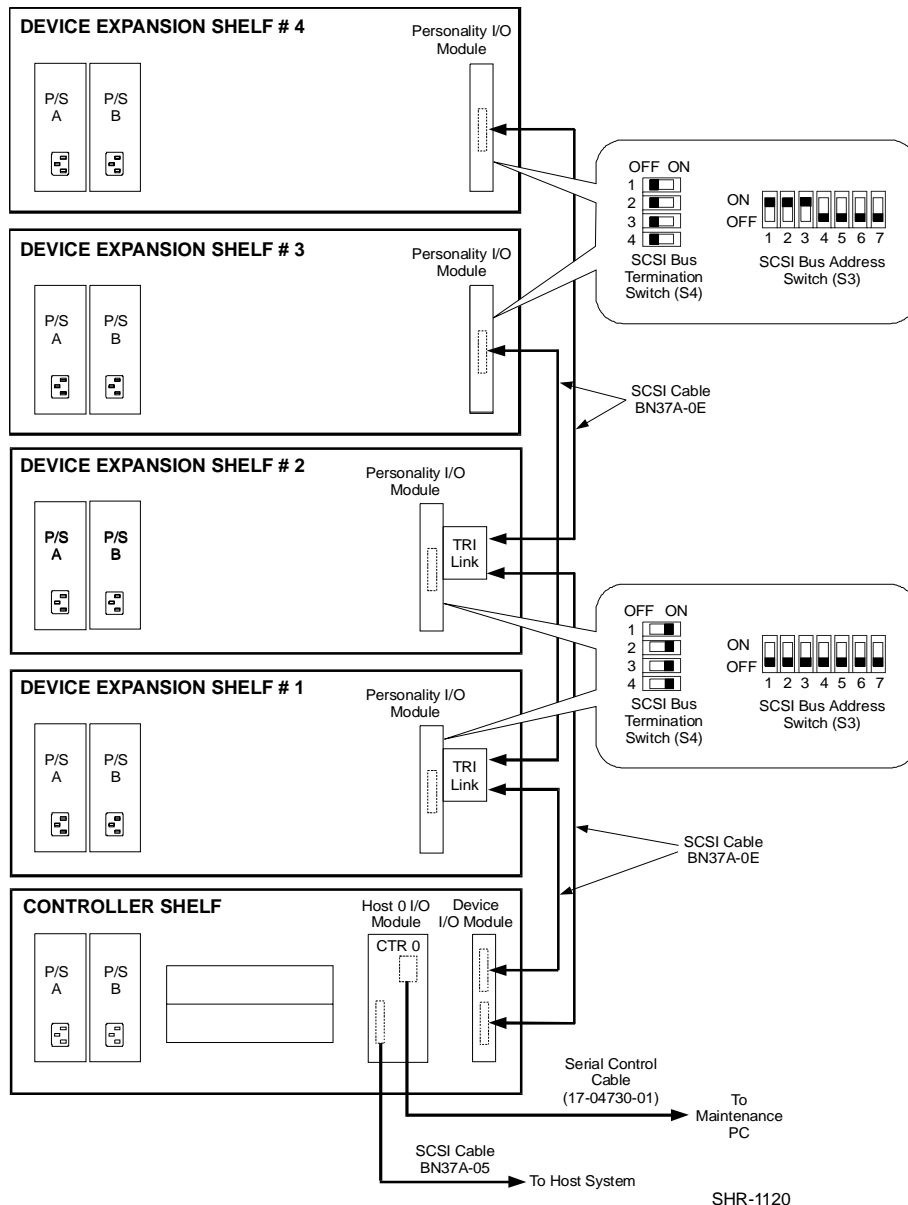 DEVICE EXPANSION SHELF # 4
Personality I/O
Module
P/S
A
P/S
B
OFF ON
1
2
3
4
SCSI Bus
Termination
Switch (S4)
ON
OFF
1 2 3 4 5 6 7
SCSI Bus Address
Switch (S3)
DEVICE EXPANSION SHELF # 3
Personality I/O
Module
P/S
A
P/S
B
SCSI Cable
BN37A-0E
DEVICE EXPANSION SHELF # 2
Personality I/O
Module
P/S
A
P/S
B
TRI
Link
OFF ON
1
2
3
4
SCSI Bus
Termination
Switch (S4)
ON
OFF
1 2 3 4 5 6 7
SCSI Bus Address
Switch (S3)
DEVICE EXPANSION SHELF # 1
Personality I/O
Module
P/S
A
P/S
B
TRI
Link
SCSI Cable
BN37A-0E
CONTROLLER SHELF
Host 0 I/O
Module
Device
I/O Module
CTR 0
P/S
A
P/S
B
Serial Control
Cable
(17-04730-01)
To
Maintenance
PC
SCSI Cable
BN37A-05
To Host System
SHR-1120